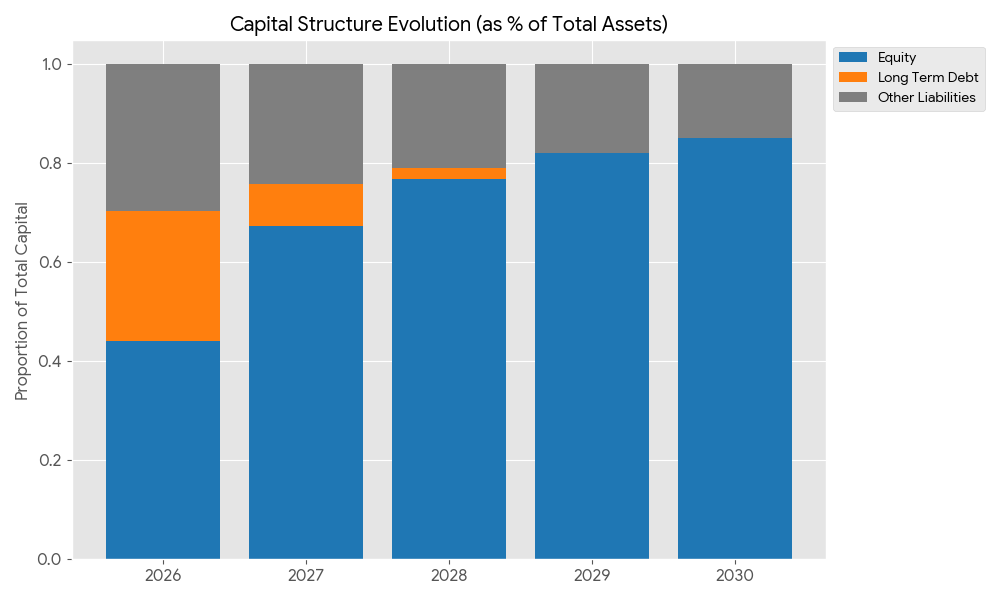 Capital Structure Evolution (as % of Total Assets)
Equity
Long Term Debt
Other Liabilities
Proportion of Total Capital
1.0
0.8
0.6
0.4
0.2
0.0
2026 2027 2028 2029 2030